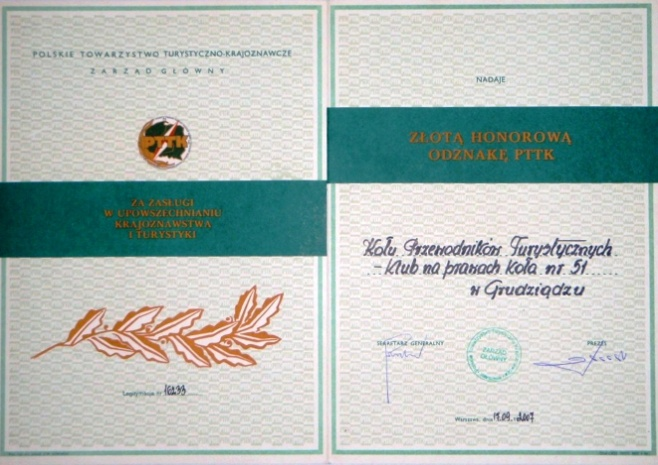 POLSKIE TOWARZYSTWO TURYSTYCZNO-KRAJOZNAWCZE
ZARZĄD GŁÓWNY
PTTK
ZA ZASŁUGI
W UPOWSZECHNIANIU
KRAJOZNAWSTWA
I TURYSTYKI
Legitymacja nr 16233
NADAJE
ZŁOTĄ HONOROWĄ
ODZNAKĘ PTTK
Kołu Przewodników Turystycznych
- Klub na prawach Koła nr 51
w Grudziądzu
SEKRETARZ GENERALNY
ZARZĄD
GŁÓWNY
PREZES
Warszawa, dnia 2007